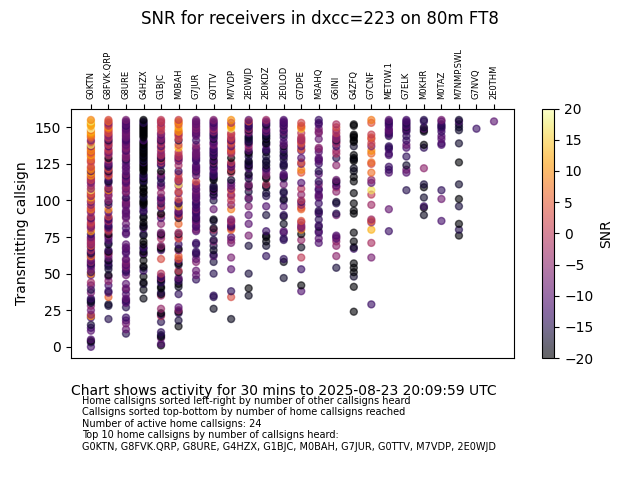 SNR for receivers in dxcc=223 on 80m FT8
G0KTN
G8FVK.QRP
G8URE
G4HZX
G1BJC
M0BAH
G7JUR
G0TTV
M7VDP
2E0WJD
2E0KDZ
2E0LOD
G7DPE
M3AHQ
G6INI
G4ZFQ
G7CNF
MET0W.1
G7ELK
M0KHR
M0TAZ
M7NMP.SWL
G7NVQ
2E0THM
150
125
100
75
50
25
0
Transmitting callsign
20
15
10
5
0
−5
−10
−15
−20
SNR
Chart shows activity for 30 mins to 2025-08-23 20:09:59 UTC
Home callsigns sorted left-right by number of other callsigns heard
Callsigns sorted top-bottom by number of home callsigns reached
Number of active home callsigns: 24
Top 10 home callsigns by number of callsigns heard:
G0KTN, G8FVK.QRP, G8URE, G4HZX, G1BJC, M0BAH, G7JUR, G0TTV, M7VDP, 2E0WJD